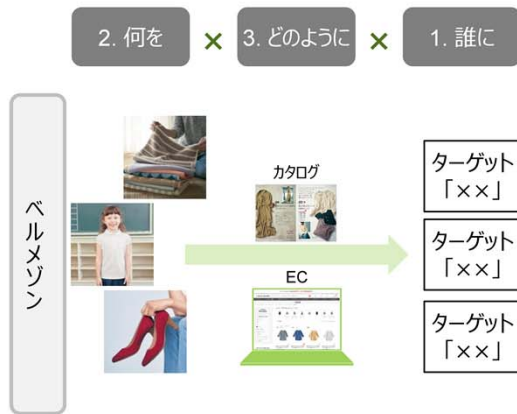 2. 何を
×
3. どのように
×
1. 誰に
ベルメゾン
カタログ
EC
ターゲット
「××」
ターゲット
「××」
ターゲット
「××」